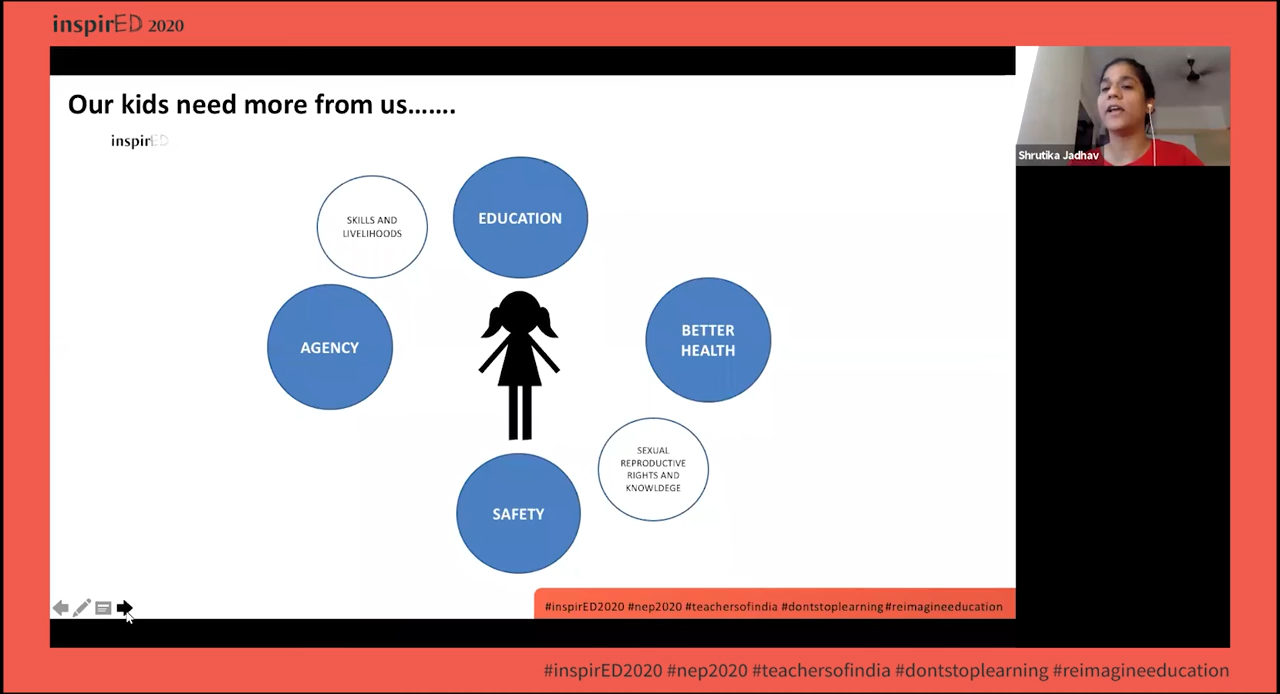 inspirED 2020
Our kids need more from us.......
inspirED
Shrutika Jadhav
SKILLS AND
LIVELIHOODS
EDUCATION
AGENCY
BETTER
HEALTH
SEXUAL
REPRODUCTIVE
RIGHTS AND
KNOWLDEGE
SAFETY
#inspirED2020 #nep2020 #teachersofindia #dontstoplearning #reimagineeducation
#inspirED2020 #nep2020 #teachersofindia #dontstoplearning #reimagineeducation